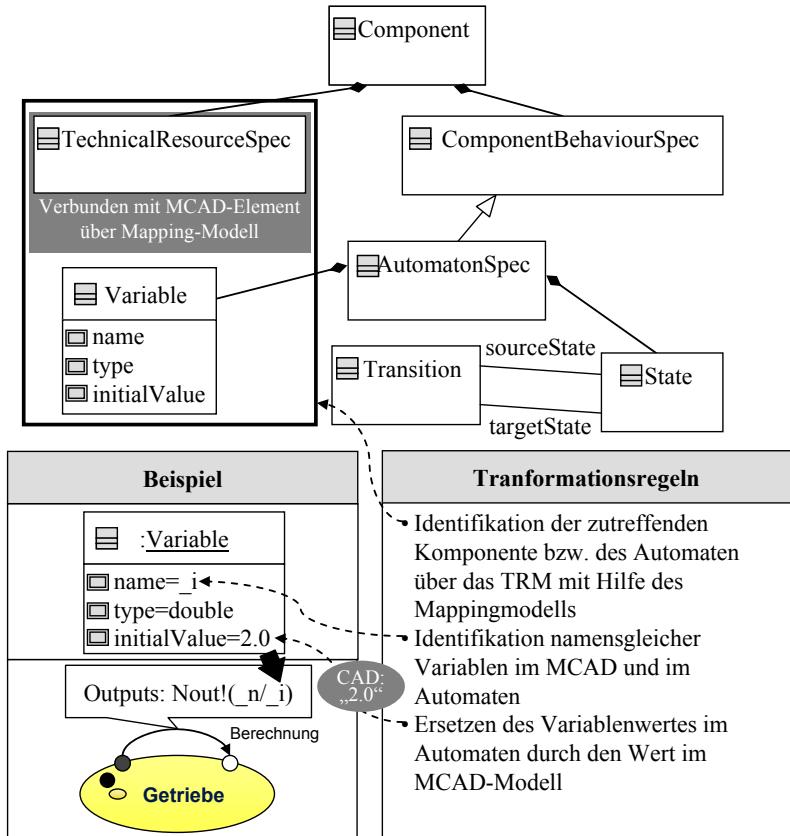 Component
TechnicalResourceSpec
ComponentBehaviourSpec
Verbunden mit MCAD-Element
über Mapping-Modell
AutomatonSpec
Variable
name
type
initialValue
Transition
sourceState
State
targetState
Beispiel
:Variable
name=_i
type=double
initialValue=2.0
Outputs: Nout!(_n/_i)
Berechnung
Getriebe
CAD:
„2.0“
Tranformationsregeln
• Identifikation der zutreffenden
Komponente bzw. des Automaten
über das TRM mit Hilfe des
Mappingmodells
• Identifikation namensgleicher
Variablen im MCAD und im
Automaten
• Ersetzen des Variablenwertes im
Automaten durch den Wert im
MCAD-Modell